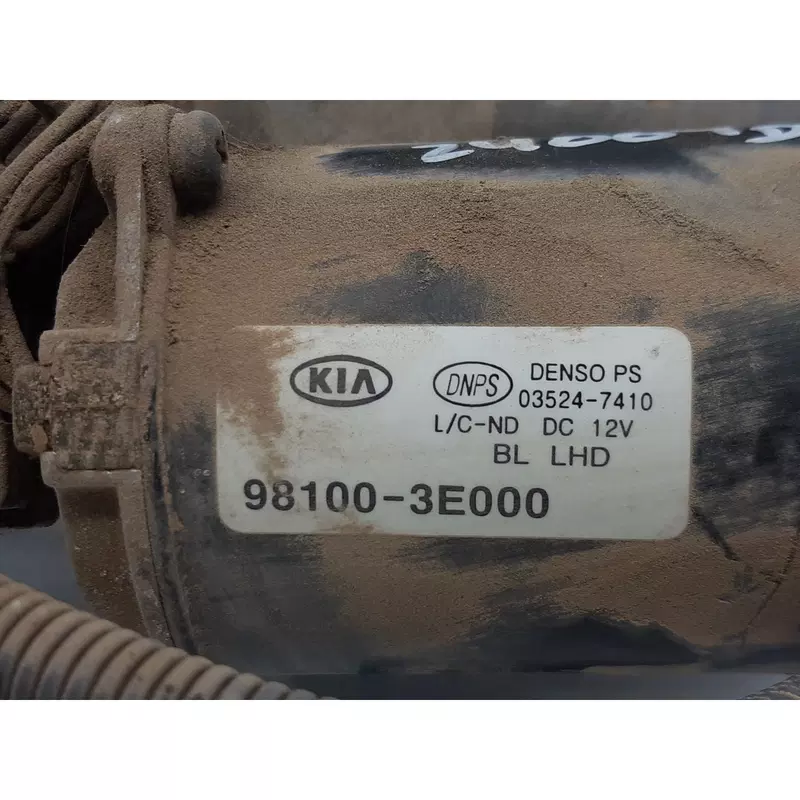 KIA
DNPS
DENSO PS
03524-7410
L/C-ND DC 12V
BL LHD
98100-3E000